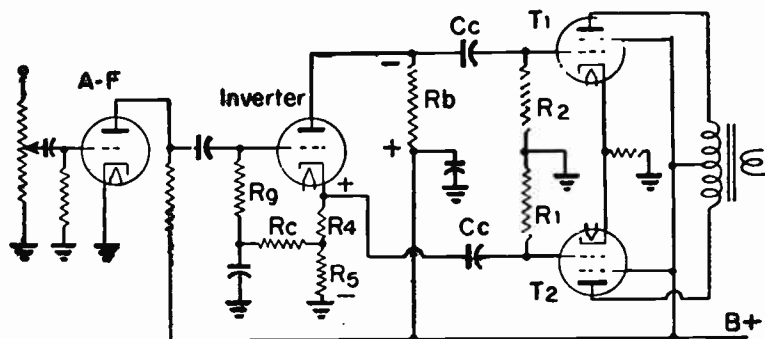 A-F
Inverter
Cc
T1
Rb
R2
Rg
Rc
R4
R5
Cc
R1
T2
B+
−
+
+
−